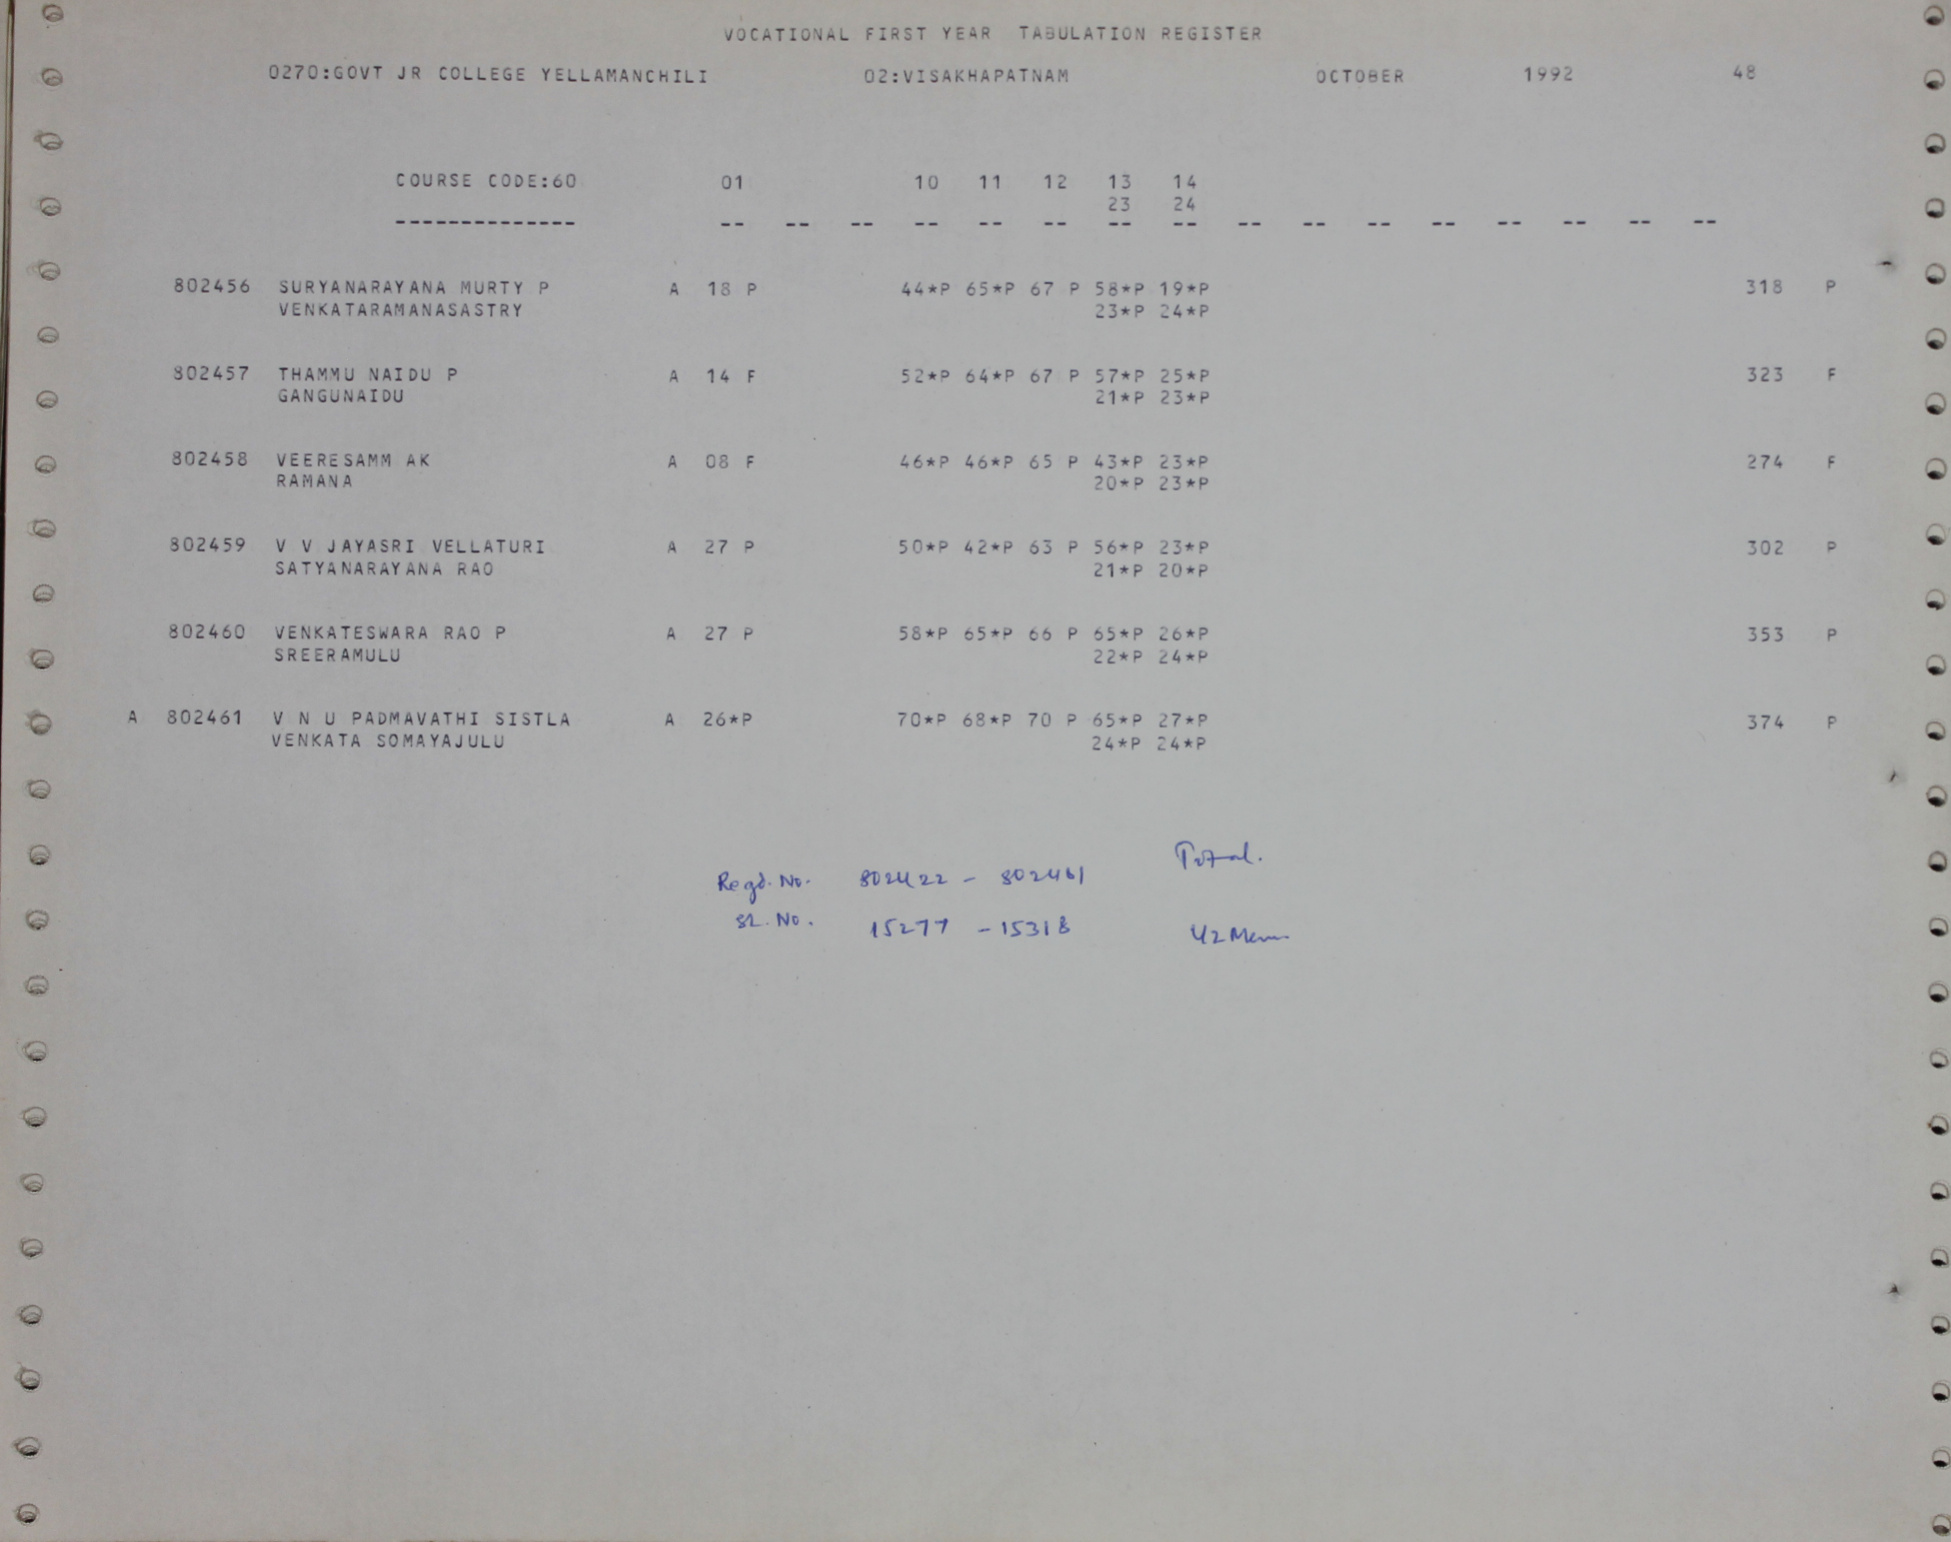 VOCATIONAL FIRST YEAR TABULATION REGISTER
0270:GOVT JR COLLEGE YELLAMANCHILI 02:VISAKHAPATNAM OCTOBER 1992 48
COURSE CODE:60 01 10 11 12 13 14
23 24
-------------- -- -- -- -- -- -- -- -- -- -- -- -- -- -- -- --
802456 SURYANARAYANA MURTY P A 18 P 44*P 65*P 67 P 58*P 19*P 318 P
VENKATARAMANASASTRY 23*P 24*P
802457 THAMMU NAIDU P A 14 F 52*P 64*P 67 P 57*P 25*P 323 F
GANGUNAIDU 21*P 23*P
802458 VEERESAMM AK A 08 F 46*P 46*P 65 P 43*P 23*P 274 F
RAMANA 20*P 23*P
802459 V V JAYASRI VELLATURI A 27 P 50*P 42*P 63 P 56*P 23*P 302 P
SATYANARAYANA RAO 21*P 20*P
802460 VENKATESWARA RAO P A 27 P 58*P 65*P 66 P 65*P 26*P 353 P
SREERAMULU 22*P 24*P
A 802461 V N U PADMAVATHI SISTLA A 26*P 70*P 68*P 70 P 65*P 27*P 374 P
VENKATA SOMAYAJULU 24*P 24*P
Total.
Regd. No. 802422 - 802461
SL. No. 15277 - 15318 42